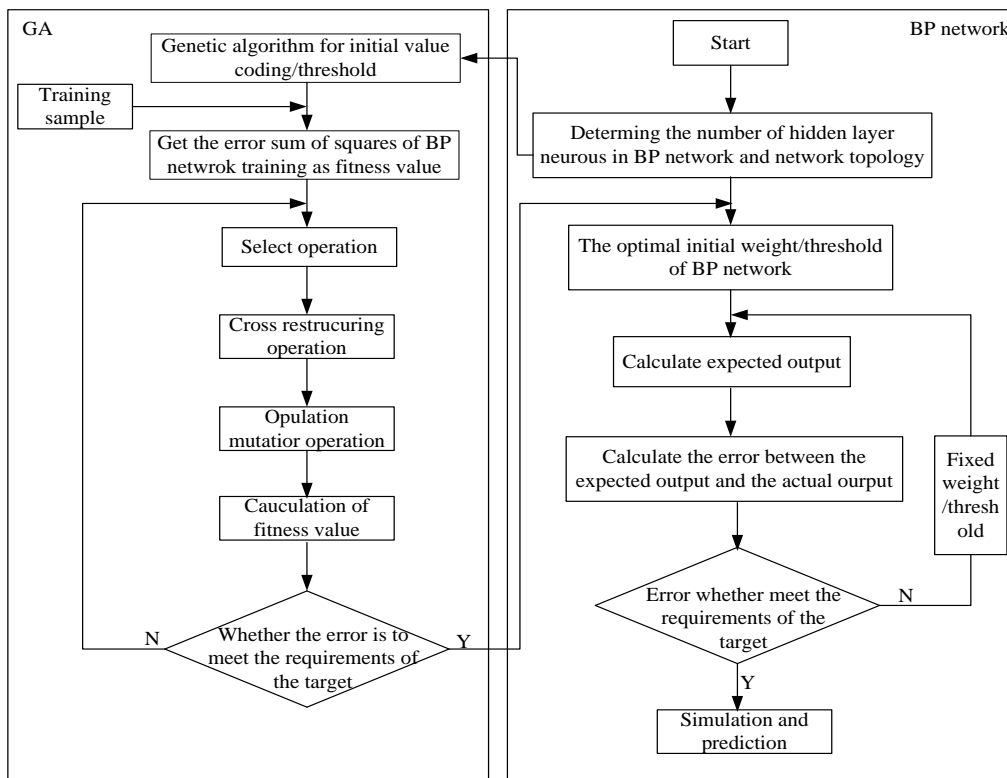 GA
Genetic algorithm for initial value
coding/threshold
Training
sample
Get the error sum of squares of BP
netwrok training as fitness value
Select operation
Cross restrucuring
operation
Opulation
mutatior operation
Cauculation of
fitness value
Whether the error is to
meet the requirements of
the target
N
Y
BP network
Start
Determing the number of hidden layer
neurous in BP network and network topology
The optimal initial weight/threshold
of BP network
Calculate expected output
Calculate the error between the
expected output and the actual ourput
Fixed
weight
/thresh
old
Error whether meet the
requirements of the
target
N
Y
Simulation and
prediction